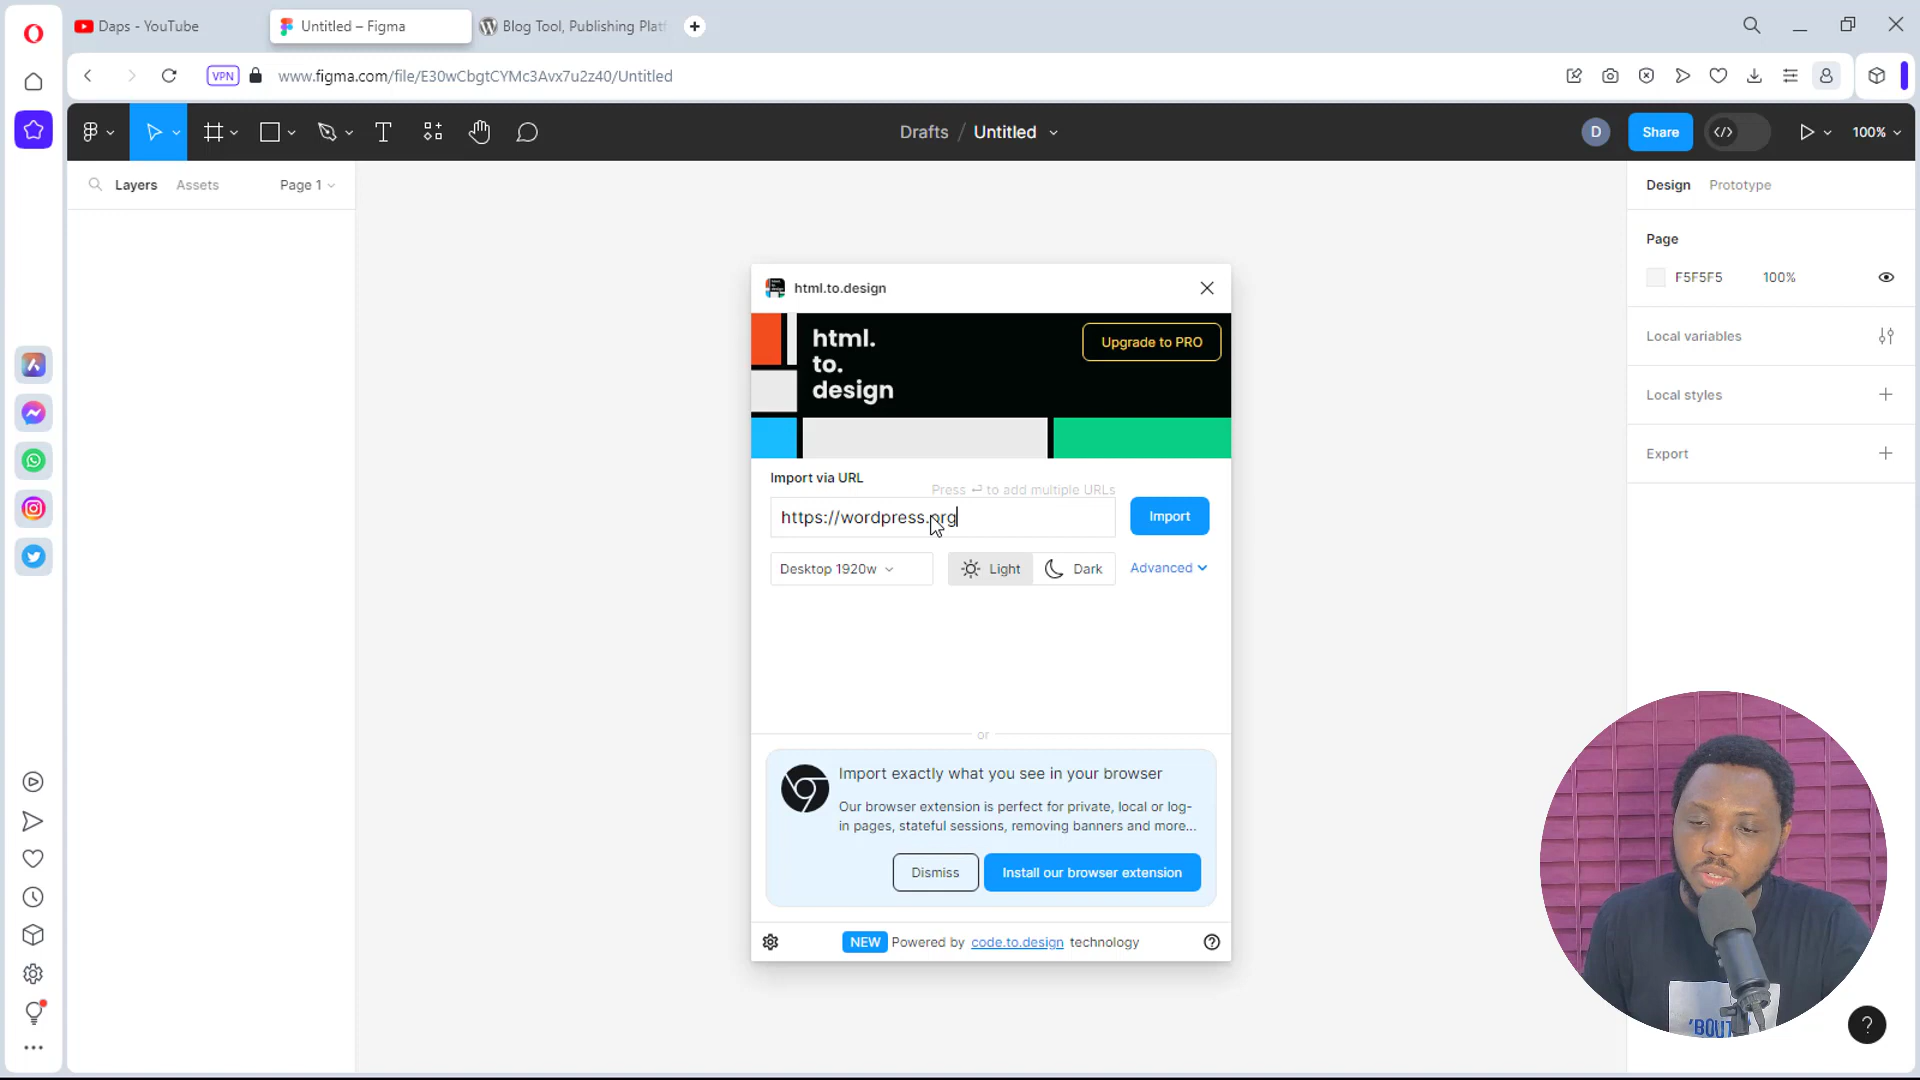 Daps - YouTube
Untitled – Figma
Blog Tool, Publishing Platf
VPN
www.figma.com/file/E30wCbgtCYMc3Avx7u2z40/Untitled
Drafts / Untitled
D
Share
100%
Layers
Assets
Page 1
Design
Prototype
Page
F5F5F5
100%
Local variables
Local styles
Export
html.to.design
html.
to.
design
Upgrade to PRO
Import via URL
Press ⏎ to add multiple URLs
https://wordpress.org
Import
Desktop 1920w
Light
Dark
Advanced
or
Import exactly what you see in your browser
Our browser extension is perfect for private, local or log-
in pages, stateful sessions, removing banners and more...
Dismiss
Install our browser extension
NEW Powered by code.to.design technology
'BOUT
?